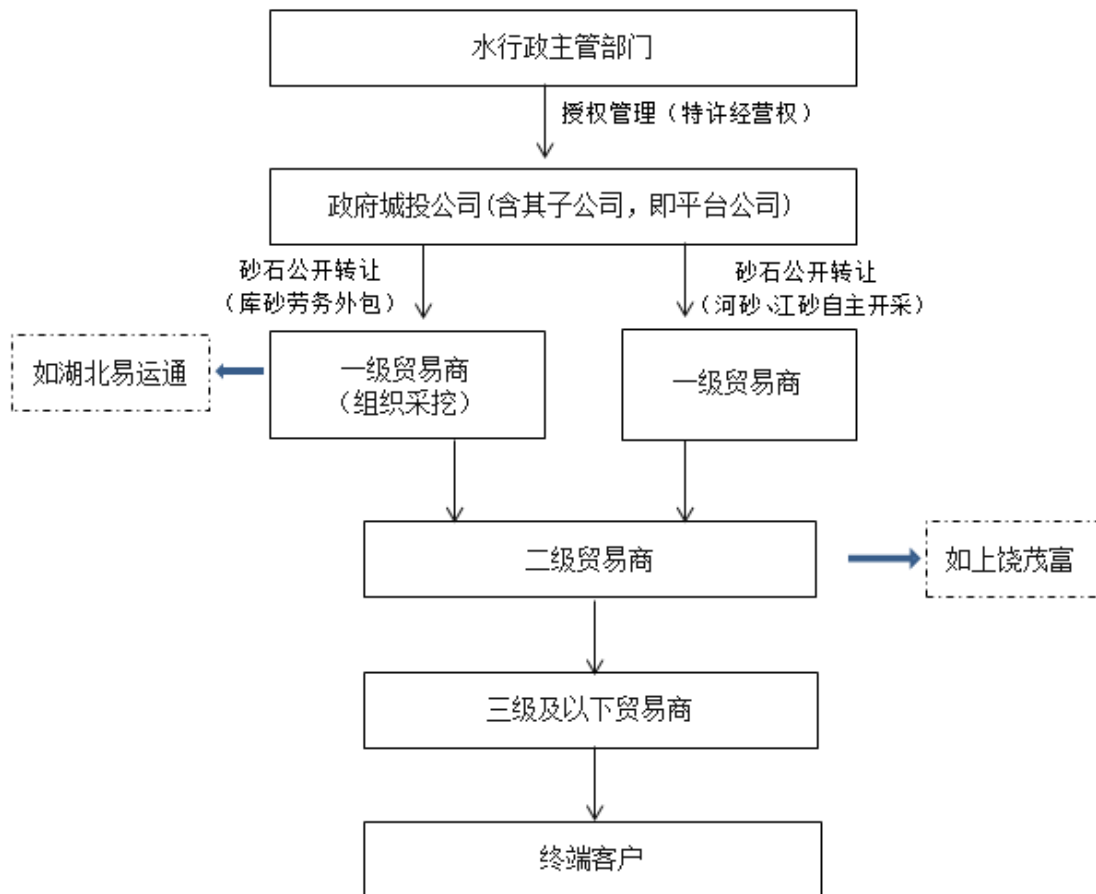 水行政主管部门
授权管理（特许经营权）
政府城投公司(含其子公司，即平台公司)
砂石公开转让
（库砂劳务外包）
砂石公开转让
（河砂、江砂自主开采）
如湖北易运通
一级贸易商
（组织采挖）
一级贸易商
二级贸易商
如上饶茂富
三级及以下贸易商
终端客户